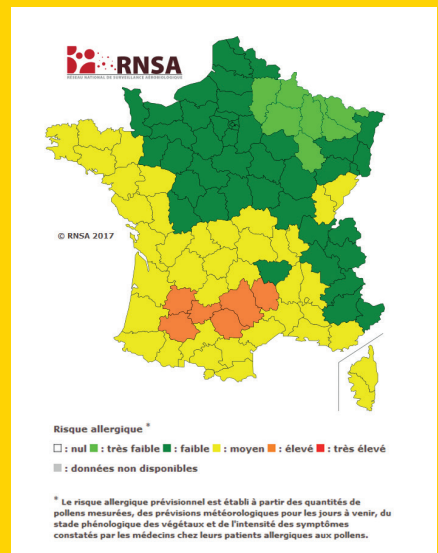 RNSA
RÉSEAU NATIONAL DE SURVEILLANCE AÉROBIOLOGIQUE
© RNSA 2017
Risque allergique *
: nul : très faible : faible : moyen : élevé : très élevé
: données non disponibles
* Le risque allergique prévisionnel est établi à partir des quantités de
pollens mesurées, des prévisions météorologiques pour les jours à venir, du
stade phénologique des végétaux et de l'intensité des symptômes
constatés par les médecins chez leurs patients allergiques aux pollens.